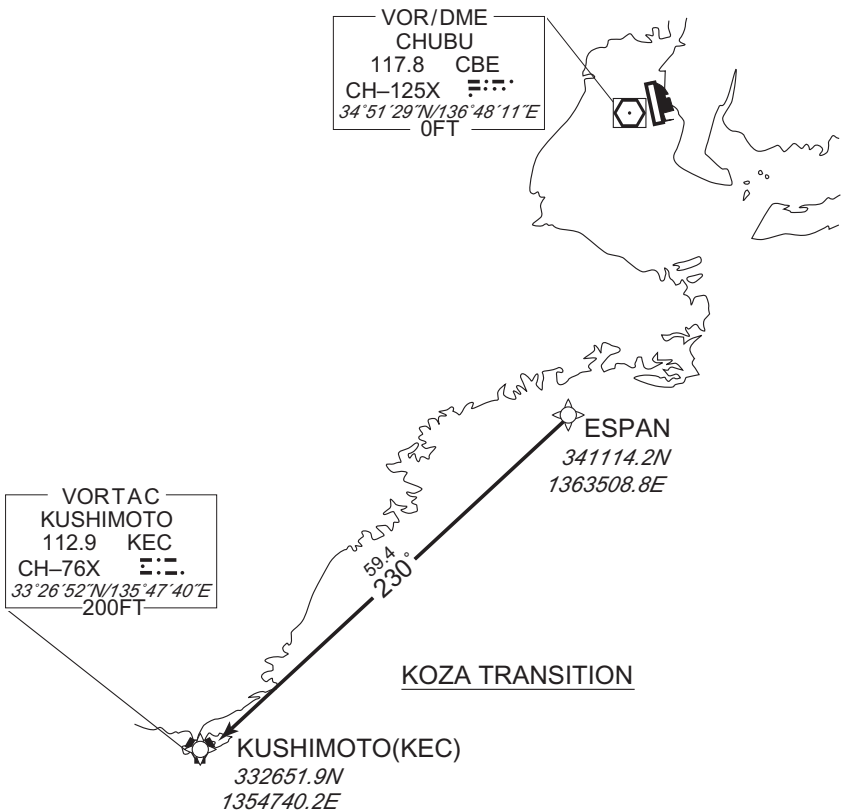 VOR/DME
CHUBU
117.8 CBE
CH–125X
34°51′29″N/136°48′11″E
0FT
ESPAN
341114.2N
1363508.8E
VORTAC
KUSHIMOTO
112.9 KEC
CH–76X
33°26′52″N/135°47′40″E
200FT
59.4
230°
KOZA TRANSITION
KUSHIMOTO(KEC)
332651.9N
1354740.2E